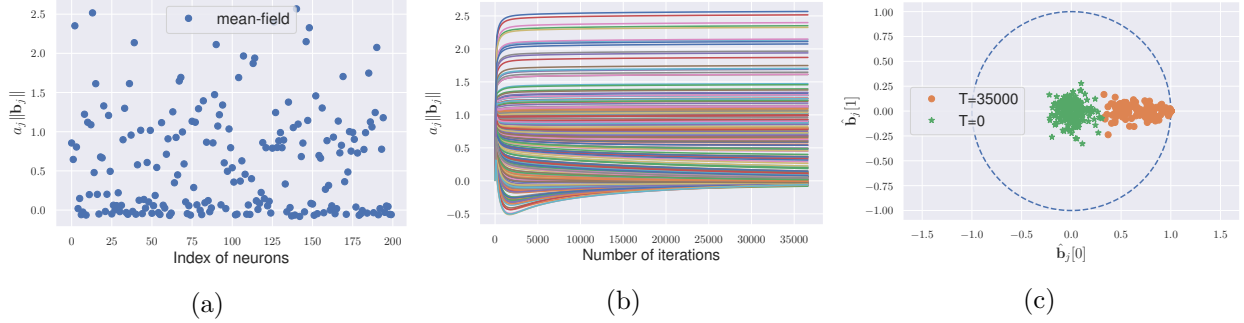 2.5
2.0
1.5
1.0
0.5
0.0
a_j‖b_j‖
mean-field
0 25 50 75 100 125 150 175 200
Index of neurons
(a)
2.5
2.0
1.5
1.0
0.5
0.0
−0.5
a_j‖b_j‖
0 5000 10000 15000 20000 25000 30000 35000
Number of iterations
(b)
1.00
0.75
0.50
0.25
0.00
−0.25
−0.50
−0.75
−1.00
b̂_j[1]
T=35000
T=0
−1.5 −1.0 −0.5 0.0 0.5 1.0 1.5
b̂_j[0]
(c)